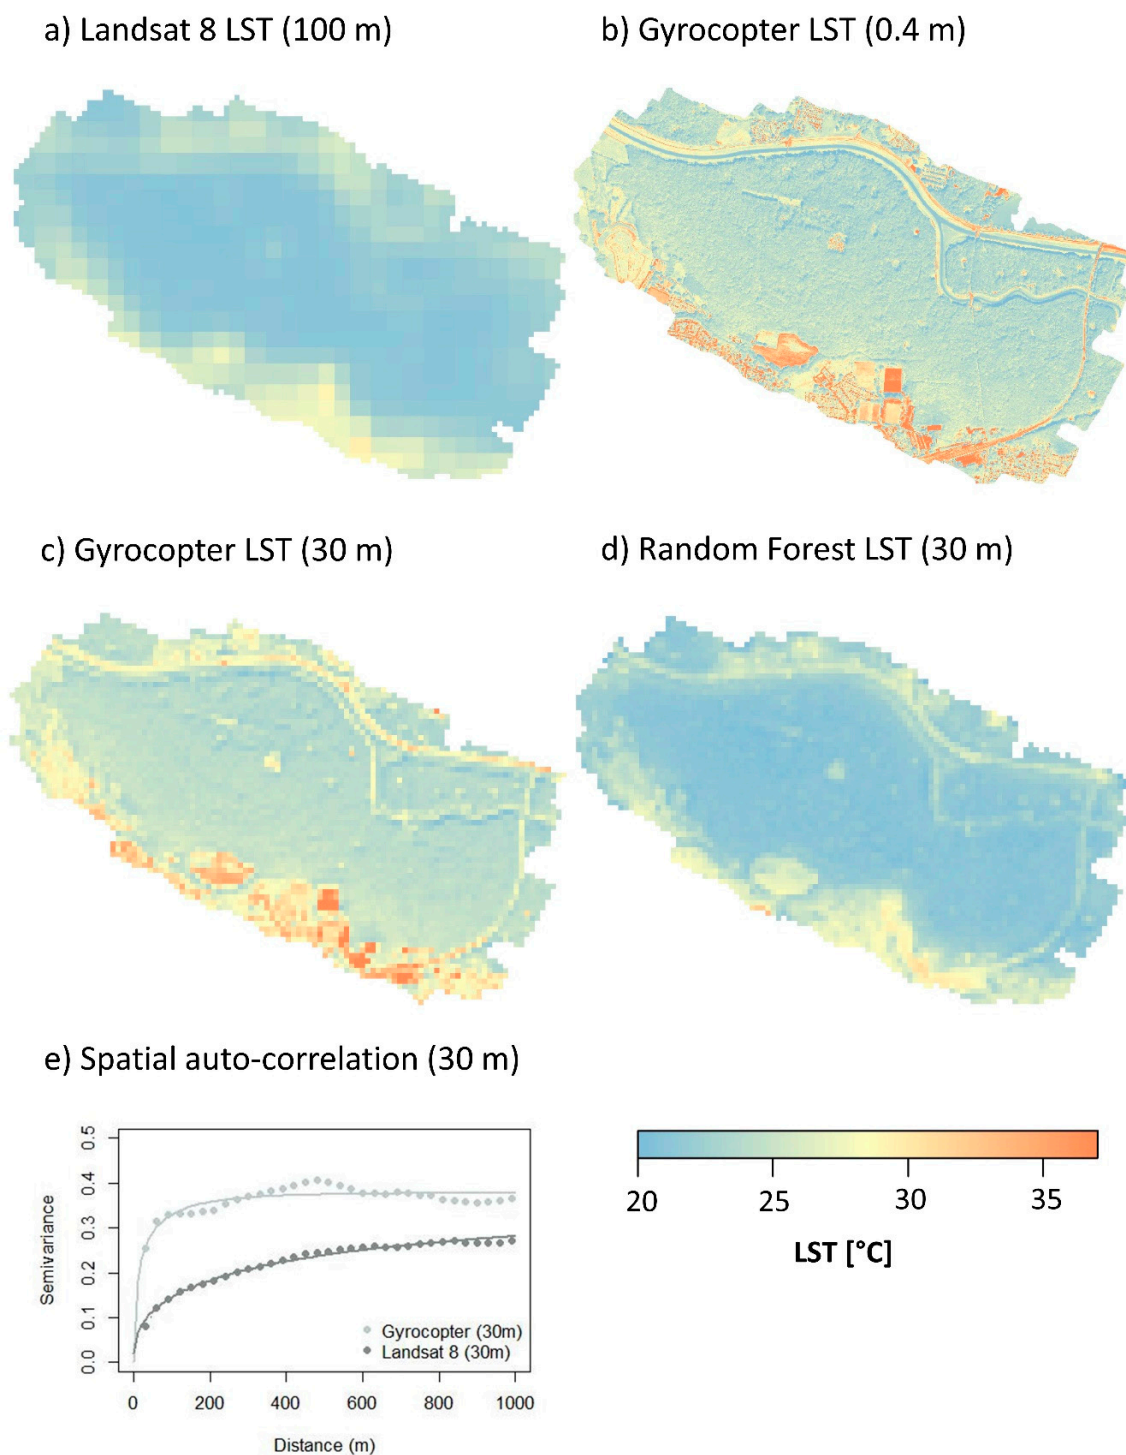 a) Landsat 8 LST (100 m)
b) Gyrocopter LST (0.4 m)
c) Gyrocopter LST (30 m)
d) Random Forest LST (30 m)
e) Spatial auto-correlation (30 m)
0.5
0.4
0.3
0.2
0.1
0.0
Semivariance
Gyrocopter (30m)
Landsat 8 (30m)
0 200 400 600 800 1000
Distance (m)
20 25 30 35
LST [°C]